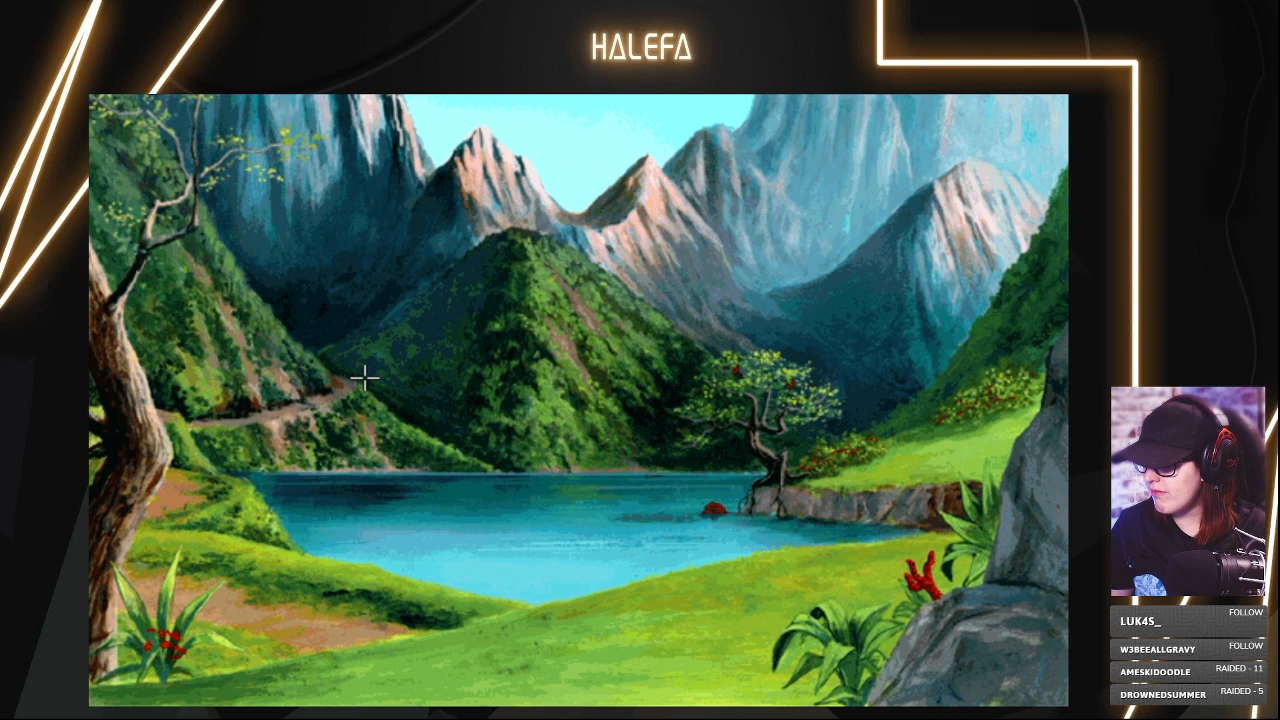 HALEFA
FOLLOW
LUK4S_
FOLLOW
W3BEEALLGRAVY
RAIDED - 11
AMESKIDOODLE
RAIDED - 5
DROWNEDSUMMER